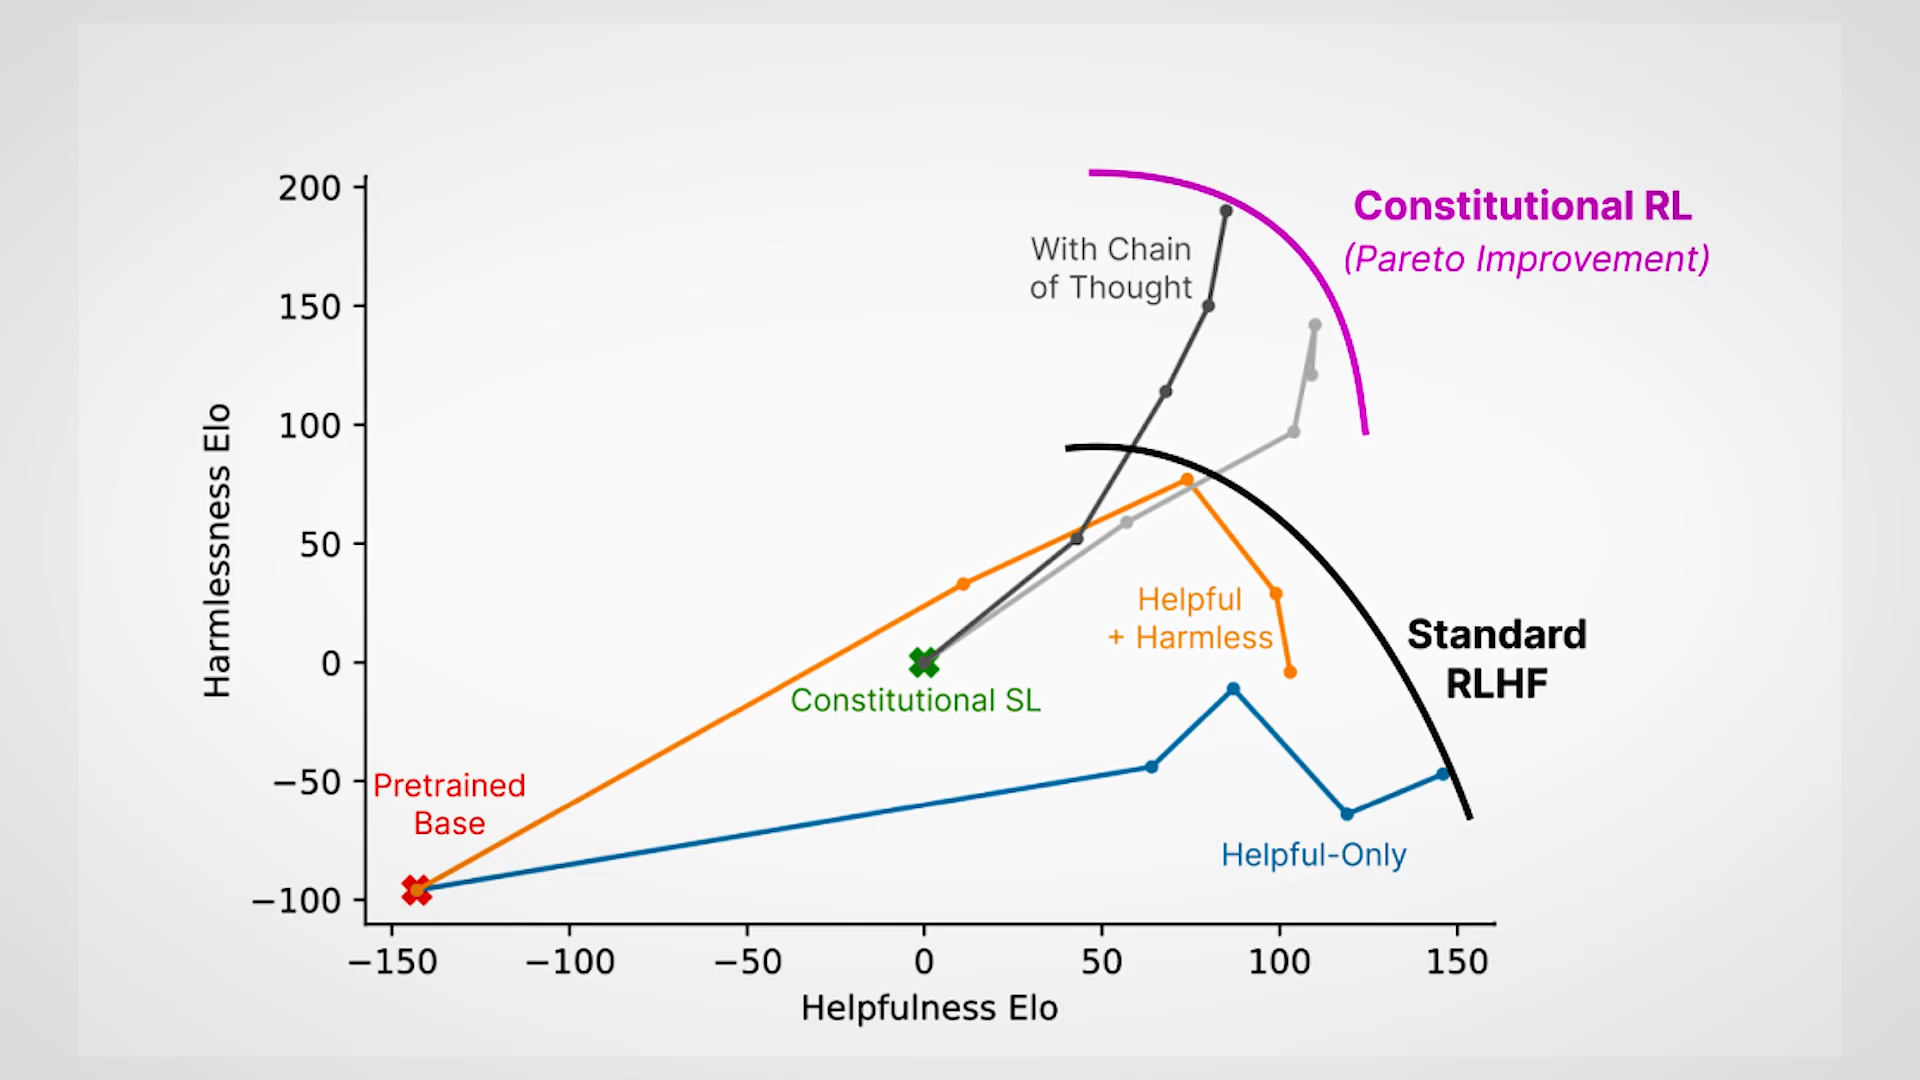 Constitutional RL
(Pareto Improvement)
With Chain
of Thought
Helpful
+ Harmless
Standard
RLHF
Constitutional SL
Pretrained
Base
Helpful-Only
Harmlessness Elo
200
150
100
50
0
−50
−100
−150
−100
−50
0
50
100
150
Helpfulness Elo